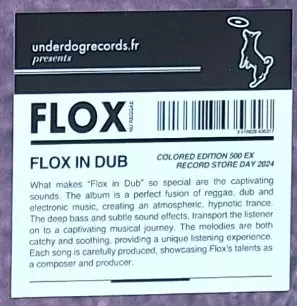 underdogrecords.fr
presents
FLOX
NU REGGAE
FLOX IN DUB
COLORED EDITION 500 EX
RECORD STORE DAY 2024
What makes "Flox in Dub" so special are the captivating
sounds. The album is a perfect fusion of reggae, dub and
electronic music, creating an atmospheric, hypnotic trance.
The deep bass and subtle sound effects, transport the listener
on to a captivating musical journey. The melodies are both
catchy and soothing, providing a unique listening experience.
Each song is carefully produced, showcasing Flox's talents as
a composer and producer.